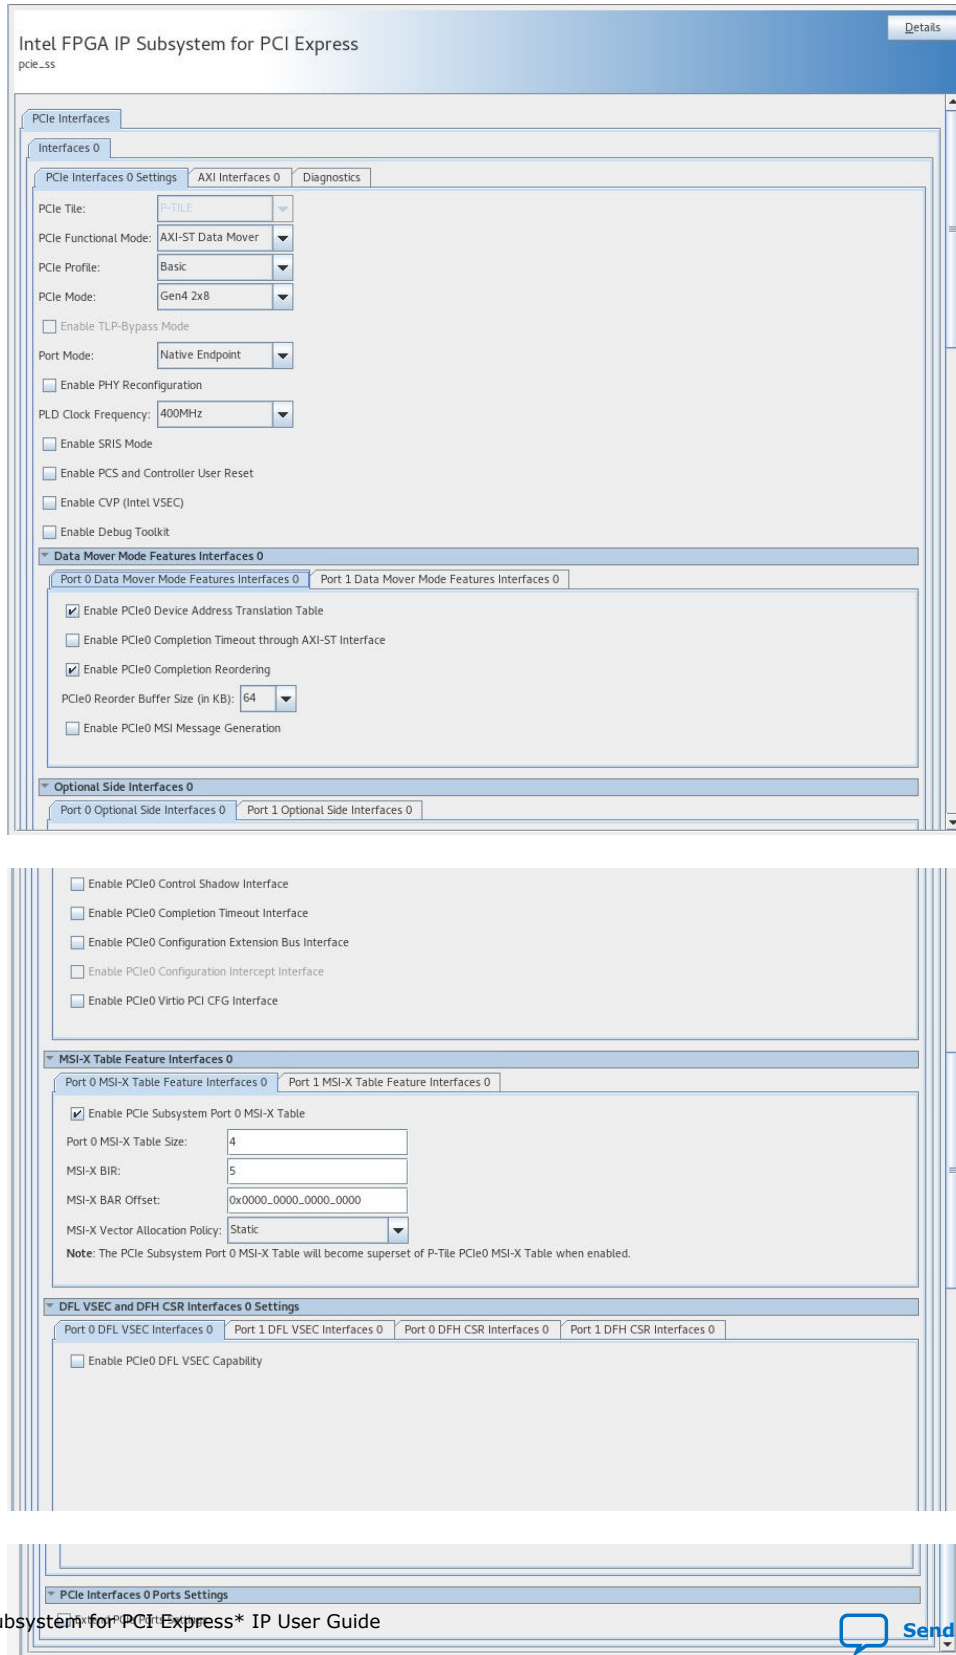 Details
Intel FPGA IP Subsystem for PCI Express
pcie_ss
PCIe Interfaces
Interfaces 0
PCIe Interfaces 0 Settings AXI Interfaces 0 Diagnostics
PCIe Tile: P-TILE
PCIe Functional Mode: AXI-ST Data Mover
PCIe Profile: Basic
PCIe Mode: Gen4 2x8
Enable TLP-Bypass Mode
Port Mode: Native Endpoint
Enable PHY Reconfiguration
PLD Clock Frequency: 400MHz
Enable SRIS Mode
Enable PCS and Controller User Reset
Enable CVP (Intel VSEC)
Enable Debug Toolkit
Data Mover Mode Features Interfaces 0
Port 0 Data Mover Mode Features Interfaces 0 Port 1 Data Mover Mode Features Interfaces 0
Enable PCIe0 Device Address Translation Table
Enable PCIe0 Completion Timeout through AXI-ST Interface
Enable PCIe0 Completion Reordering
PCIe0 Reorder Buffer Size (in KB): 64
Enable PCIe0 MSI Message Generation
Optional Side Interfaces 0
Port 0 Optional Side Interfaces 0 Port 1 Optional Side Interfaces 0
Enable PCIe0 Control Shadow Interface
Enable PCIe0 Completion Timeout Interface
Enable PCIe0 Configuration Extension Bus Interface
Enable PCIe0 Configuration Intercept Interface
Enable PCIe0 Virtio PCI CFG Interface
MSI-X Table Feature Interfaces 0
Port 0 MSI-X Table Feature Interfaces 0 Port 1 MSI-X Table Feature Interfaces 0
Enable PCIe Subsystem Port 0 MSI-X Table
Port 0 MSI-X Table Size: 4
MSI-X BIR: 5
MSI-X BAR Offset: 0x0000_0000_0000_0000
MSI-X Vector Allocation Policy: Static
Note: The PCIe Subsystem Port 0 MSI-X Table will become superset of P-Tile PCIe0 MSI-X Table when enabled.
DFL VSEC and DFH CSR Interfaces 0 Settings
Port 0 DFL VSEC Interfaces 0 Port 1 DFL VSEC Interfaces 0 Port 0 DFH CSR Interfaces 0 Port 1 DFH CSR Interfaces 0
Enable PCIe0 DFL VSEC Capability
PCIe Interfaces 0 Ports Settings
ubsystem for PCI Express* IP User Guide
Send